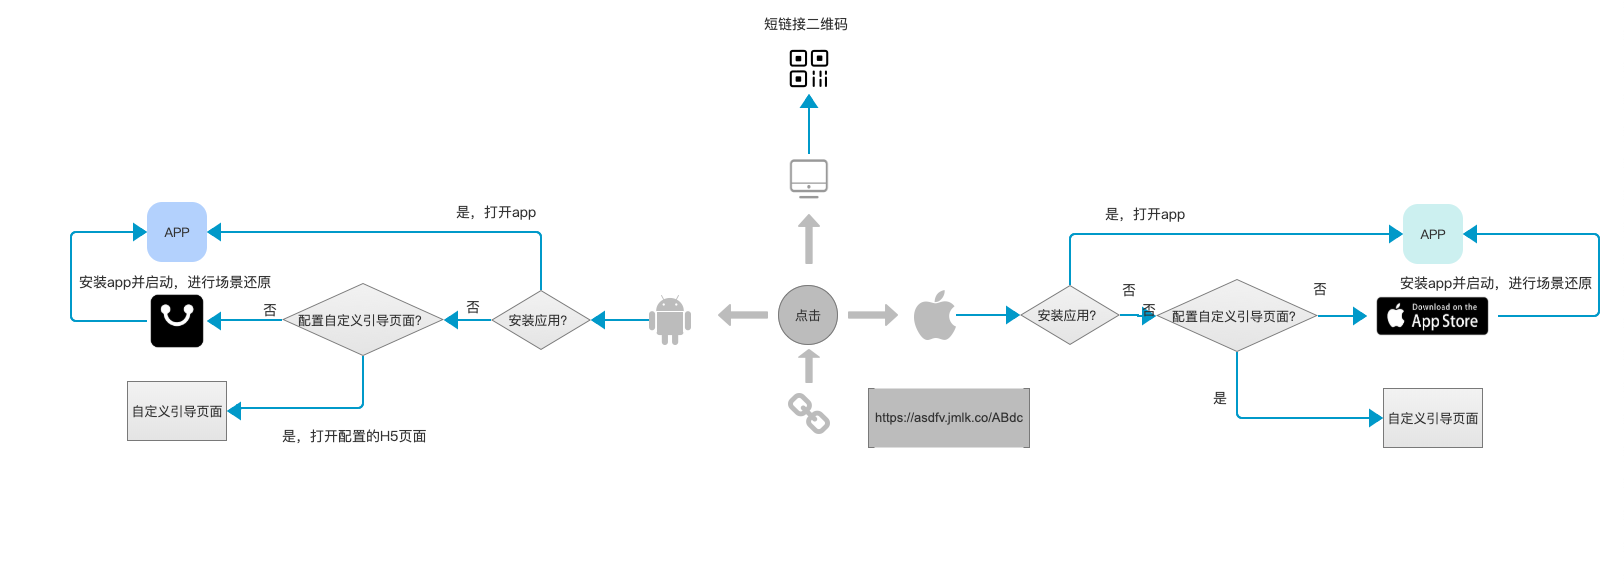 短链接二维码
是，打开app
APP
安装app并启动，进行场景还原
否
配置自定义引导页面?
否
安装应用?
自定义引导页面
是，打开配置的H5页面
点击
https://asdfv.jmlk.co/ABdc
是，打开app
APP
安装应用?
否
否
配置自定义引导页面?
否
安装app并启动，进行场景还原
Download on the
App Store
是
自定义引导页面